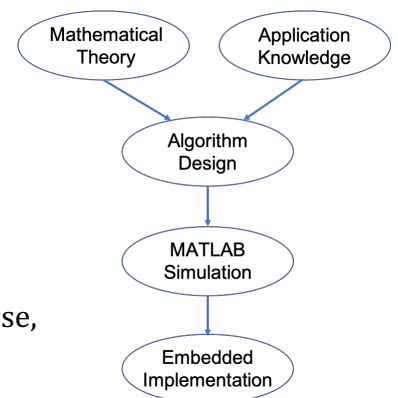 Mathematical
Theory
Application
Knowledge
Algorithm
Design
MATLAB
Simulation
se,
Embedded
Implementation